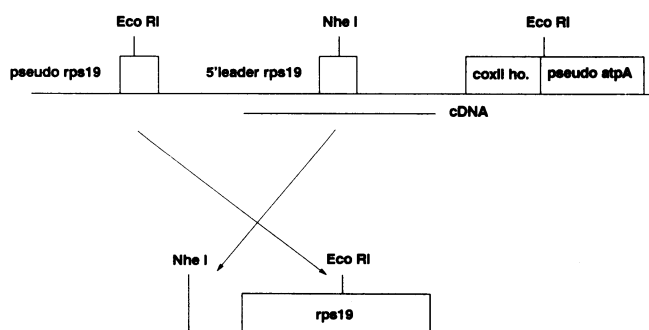 Eco RI
Nhe I
Eco RI
pseudo rps19
5'leader rps19
coxII ho.
pseudo atpA
cDNA
Nhe I
Eco RI
rps19